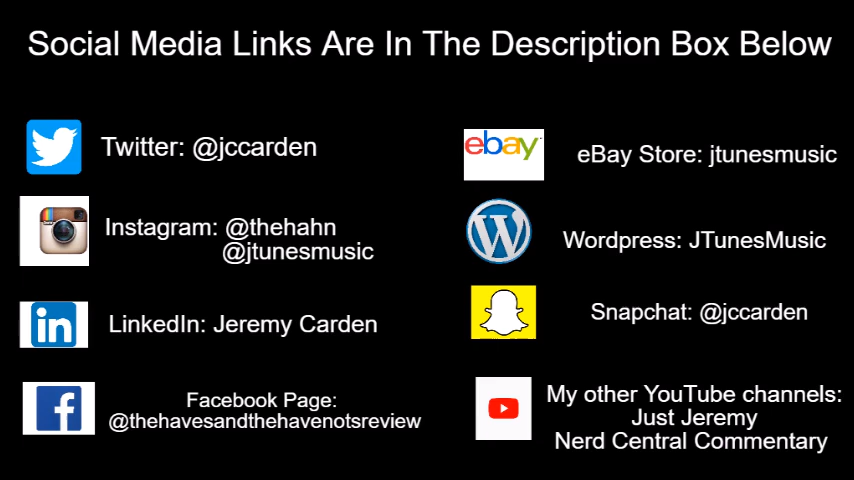 Social Media Links Are In The Description Box Below
Twitter: @jccarden
Instagram: @thehahn
@jtunesmusic
in
LinkedIn: Jeremy Carden
f
Facebook Page:
@thehavesandthehavenotsreview
ebay
eBay Store: jtunesmusic
W
Wordpress: JTunesMusic
Snapchat: @jccarden
My other YouTube channels:
Just Jeremy
Nerd Central Commentary